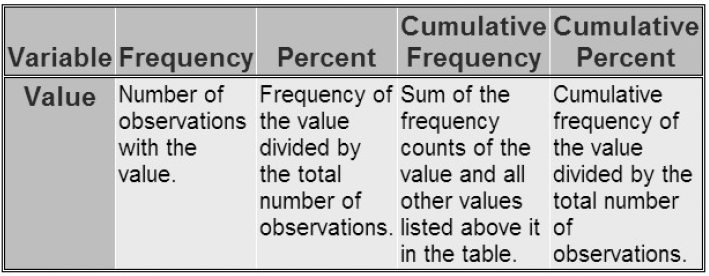 Variable Frequency Percent Cumulative Frequency Cumulative Percent
Value
Number of
observations
with the
value.
Frequency of
the value
divided by
the total
number of
observations.
Sum of the
frequency
counts of the
value and all
other values
listed above it
in the table.
Cumulative
frequency of
the value
divided by the
total number
of
observations.